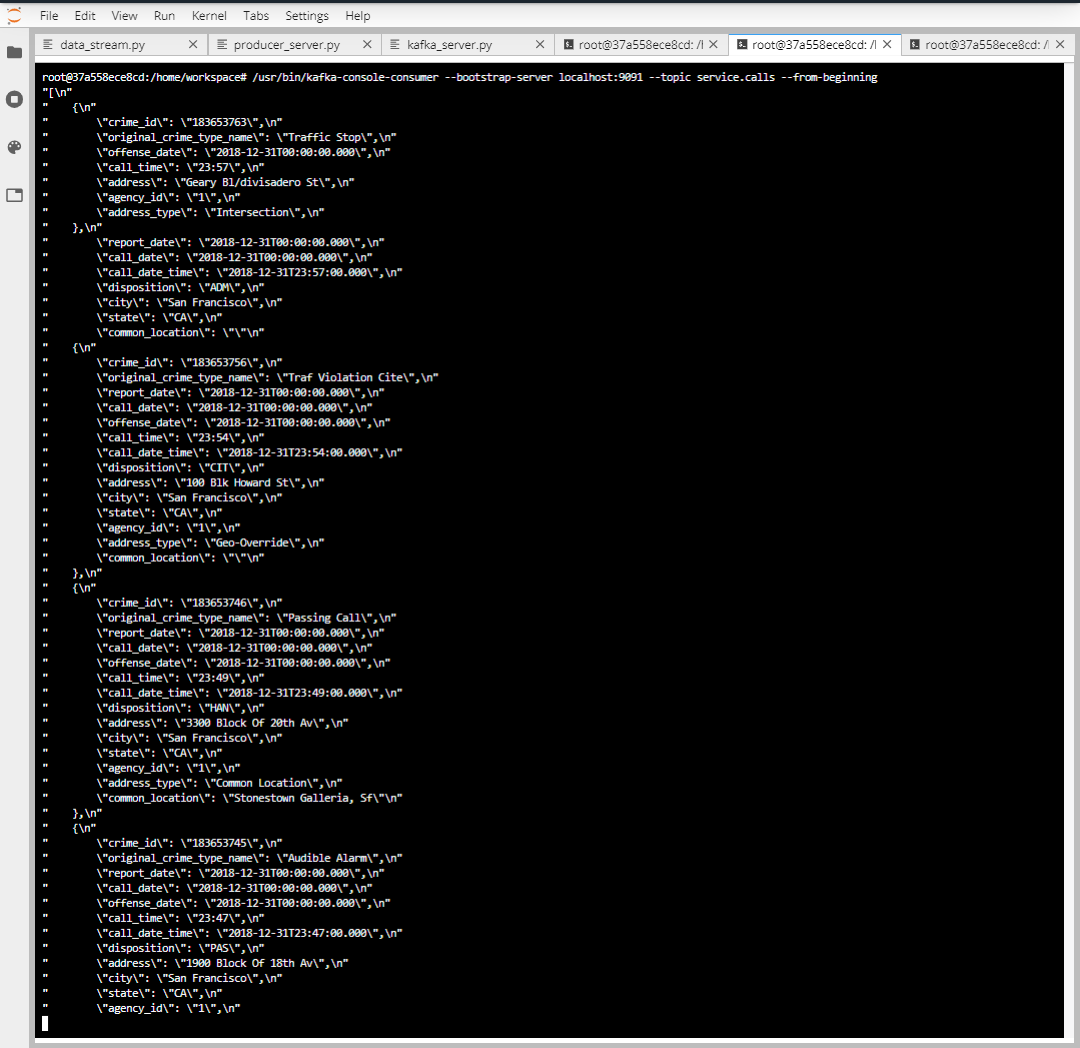 File Edit View Run Kernel Tabs Settings Help
data_stream.py producer_server.py kafka_server.py root@37a558ece8cd: /l root@37a558ece8cd: /l root@37a558ece8cd: /l
root@37a558ece8cd:/home/workspace# /usr/bin/kafka-console-consumer --bootstrap-server localhost:9091 --topic service.calls --from-beginning
"[\n"
"    {\n"
"        \"crime_id\": \"183653763\",\n"
"        \"original_crime_type_name\": \"Traffic Stop\",\n"
"        \"offense_date\": \"2018-12-31T00:00:00.000\",\n"
"        \"call_time\": \"23:57\",\n"
"        \"address\": \"Geary Bl/divisadero St\",\n"
"        \"agency_id\": \"1\",\n"
"        \"address_type\": \"Intersection\",\n"
"    },\n"
"        \"report_date\": \"2018-12-31T00:00:00.000\",\n"
"        \"call_date\": \"2018-12-31T00:00:00.000\",\n"
"        \"call_date_time\": \"2018-12-31T23:57:00.000\",\n"
"        \"disposition\": \"ADM\",\n"
"        \"city\": \"San Francisco\",\n"
"        \"state\": \"CA\",\n"
"        \"common_location\": \"\"\n"
"    {\n"
"        \"crime_id\": \"183653756\",\n"
"        \"original_crime_type_name\": \"Traf Violation Cite\",\n"
"        \"report_date\": \"2018-12-31T00:00:00.000\",\n"
"        \"call_date\": \"2018-12-31T00:00:00.000\",\n"
"        \"offense_date\": \"2018-12-31T00:00:00.000\",\n"
"        \"call_time\": \"23:54\",\n"
"        \"call_date_time\": \"2018-12-31T23:54:00.000\",\n"
"        \"disposition\": \"CIT\",\n"
"        \"address\": \"100 Blk Howard St\",\n"
"        \"city\": \"San Francisco\",\n"
"        \"state\": \"CA\",\n"
"        \"agency_id\": \"1\",\n"
"        \"address_type\": \"Geo-Override\",\n"
"        \"common_location\": \"\"\n"
"    },\n"
"    {\n"
"        \"crime_id\": \"183653746\",\n"
"        \"original_crime_type_name\": \"Passing Call\",\n"
"        \"report_date\": \"2018-12-31T00:00:00.000\",\n"
"        \"call_date\": \"2018-12-31T00:00:00.000\",\n"
"        \"offense_date\": \"2018-12-31T00:00:00.000\",\n"
"        \"call_time\": \"23:49\",\n"
"        \"call_date_time\": \"2018-12-31T23:49:00.000\",\n"
"        \"disposition\": \"HAN\",\n"
"        \"address\": \"3300 Block Of 20th Av\",\n"
"        \"city\": \"San Francisco\",\n"
"        \"state\": \"CA\",\n"
"        \"agency_id\": \"1\",\n"
"        \"address_type\": \"Common Location\",\n"
"        \"common_location\": \"Stonestown Galleria, Sf\"\n"
"    },\n"
"    {\n"
"        \"crime_id\": \"183653745\",\n"
"        \"original_crime_type_name\": \"Audible Alarm\",\n"
"        \"report_date\": \"2018-12-31T00:00:00.000\",\n"
"        \"call_date\": \"2018-12-31T00:00:00.000\",\n"
"        \"offense_date\": \"2018-12-31T00:00:00.000\",\n"
"        \"call_time\": \"23:47\",\n"
"        \"call_date_time\": \"2018-12-31T23:47:00.000\",\n"
"        \"disposition\": \"PAS\",\n"
"        \"address\": \"1900 Block Of 18th Av\",\n"
"        \"city\": \"San Francisco\",\n"
"        \"state\": \"CA\",\n"
"        \"agency_id\": \"1\",\n"